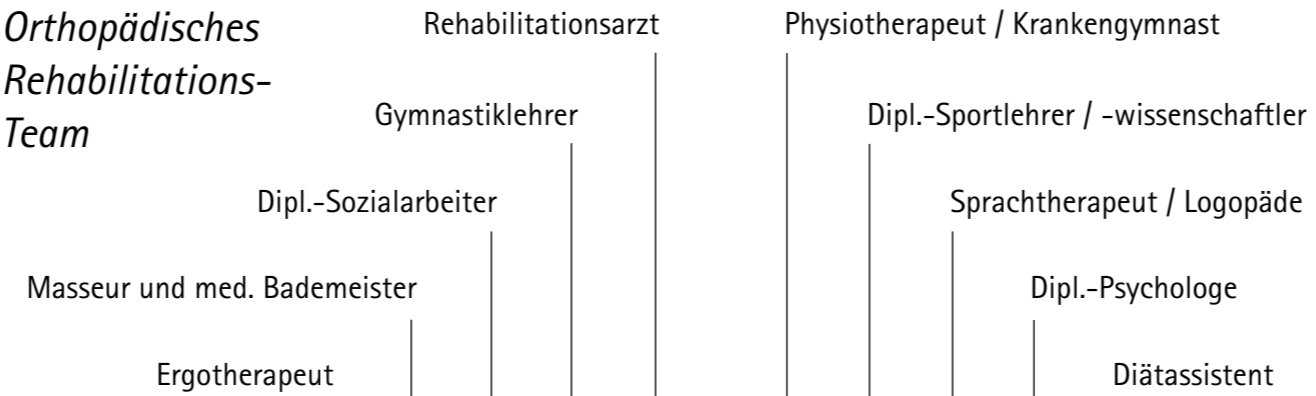 Orthopädisches
Rehabilitations-
Team
Rehabilitationsarzt
Physiotherapeut / Krankengymnast
Gymnastiklehrer
Dipl.-Sportlehrer / -wissenschaftler
Dipl.-Sozialarbeiter
Sprachtherapeut / Logopäde
Masseur und med. Bademeister
Dipl.-Psychologe
Ergotherapeut
Diätassistent